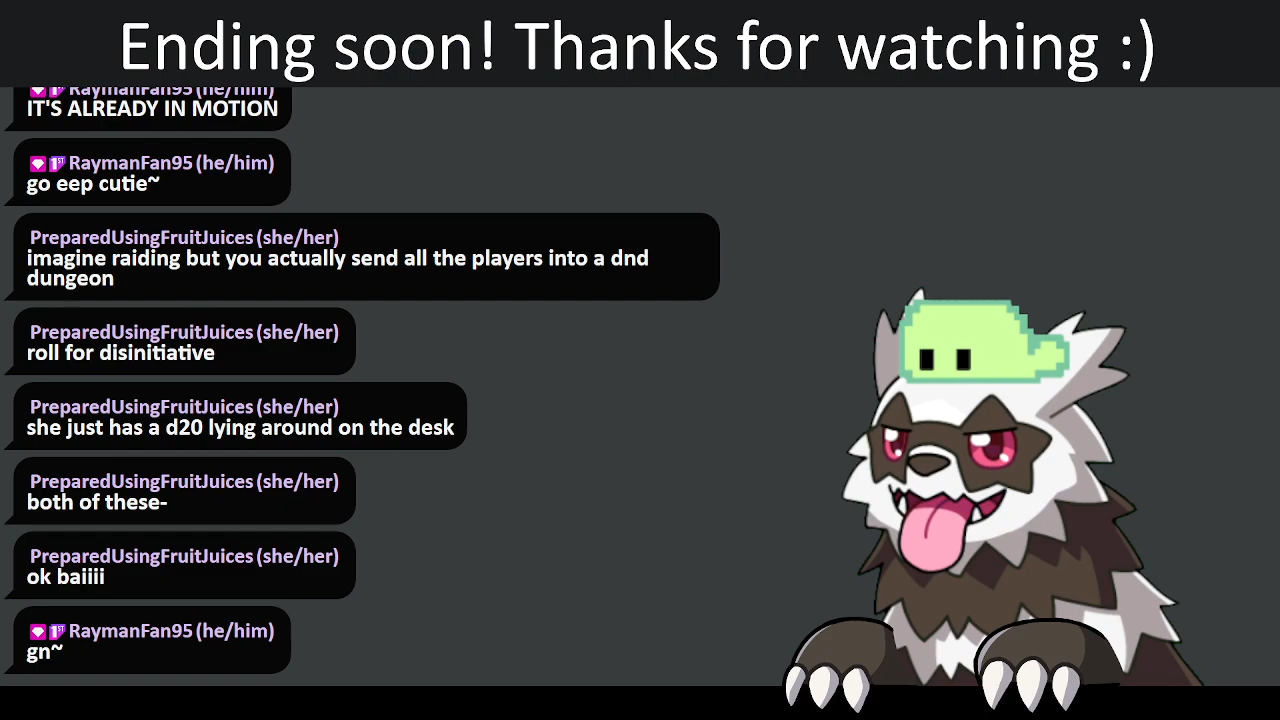 Ending soon! Thanks for watching :)
RaymanFan95 (he/him)
IT'S ALREADY IN MOTION
RaymanFan95 (he/him)
go eep cutie~
PreparedUsingFruitJuices (she/her)
imagine raiding but you actually send all the players into a dnd
dungeon
PreparedUsingFruitJuices (she/her)
roll for disinitiative
PreparedUsingFruitJuices (she/her)
she just has a d20 lying around on the desk
PreparedUsingFruitJuices (she/her)
both of these-
PreparedUsingFruitJuices (she/her)
ok baiiii
RaymanFan95 (he/him)
gn~